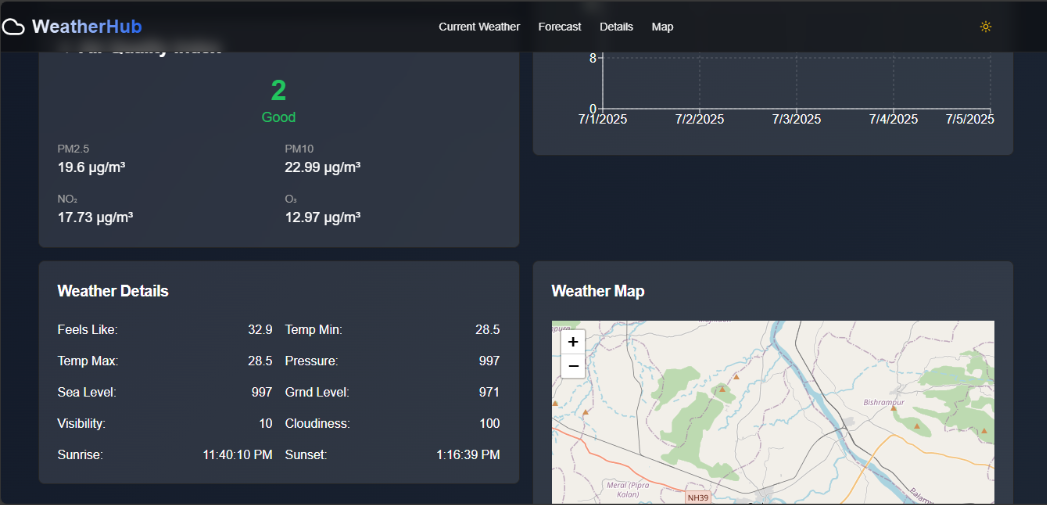 WeatherHub
Current Weather Forecast Details Map
Air Quality Index
2
Good
PM2.5 PM10
19.6 µg/m³ 22.99 µg/m³
NO₂ O₃
17.73 µg/m³ 12.97 µg/m³
8
0
7/1/2025 7/2/2025 7/3/2025 7/4/2025 7/5/2025
Weather Details
Feels Like: 32.9 Temp Min: 28.5
Temp Max: 28.5 Pressure: 997
Sea Level: 997 Grnd Level: 971
Visibility: 10 Cloudiness: 100
Sunrise: 11:40:10 PM Sunset: 1:16:39 PM
Weather Map
+
−
Bishrampur
Meral (Pipra
Kolan)
NH39